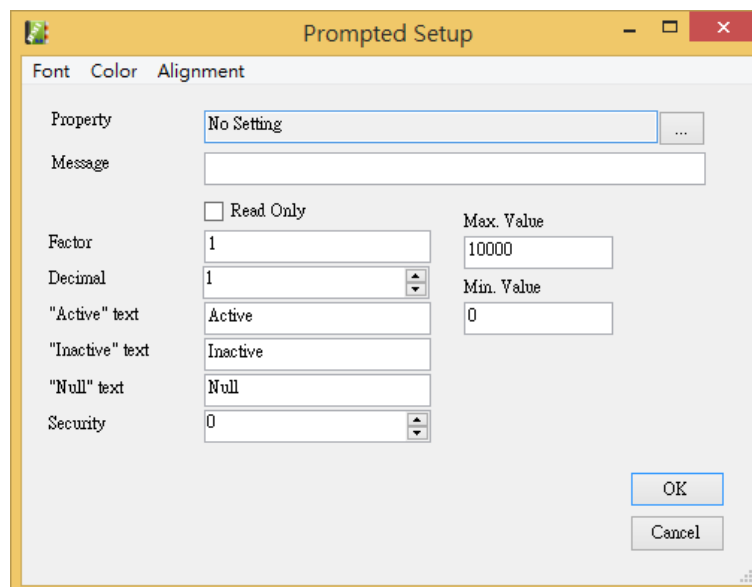 Prompted Setup
Font Color Alignment
Property No Setting ...
Message
Read Only
Max. Value
Factor 1 10000
Decimal 1 Min. Value
"Active" text Active 0
"Inactive" text Inactive
"Null" text Null
Security 0
OK
Cancel